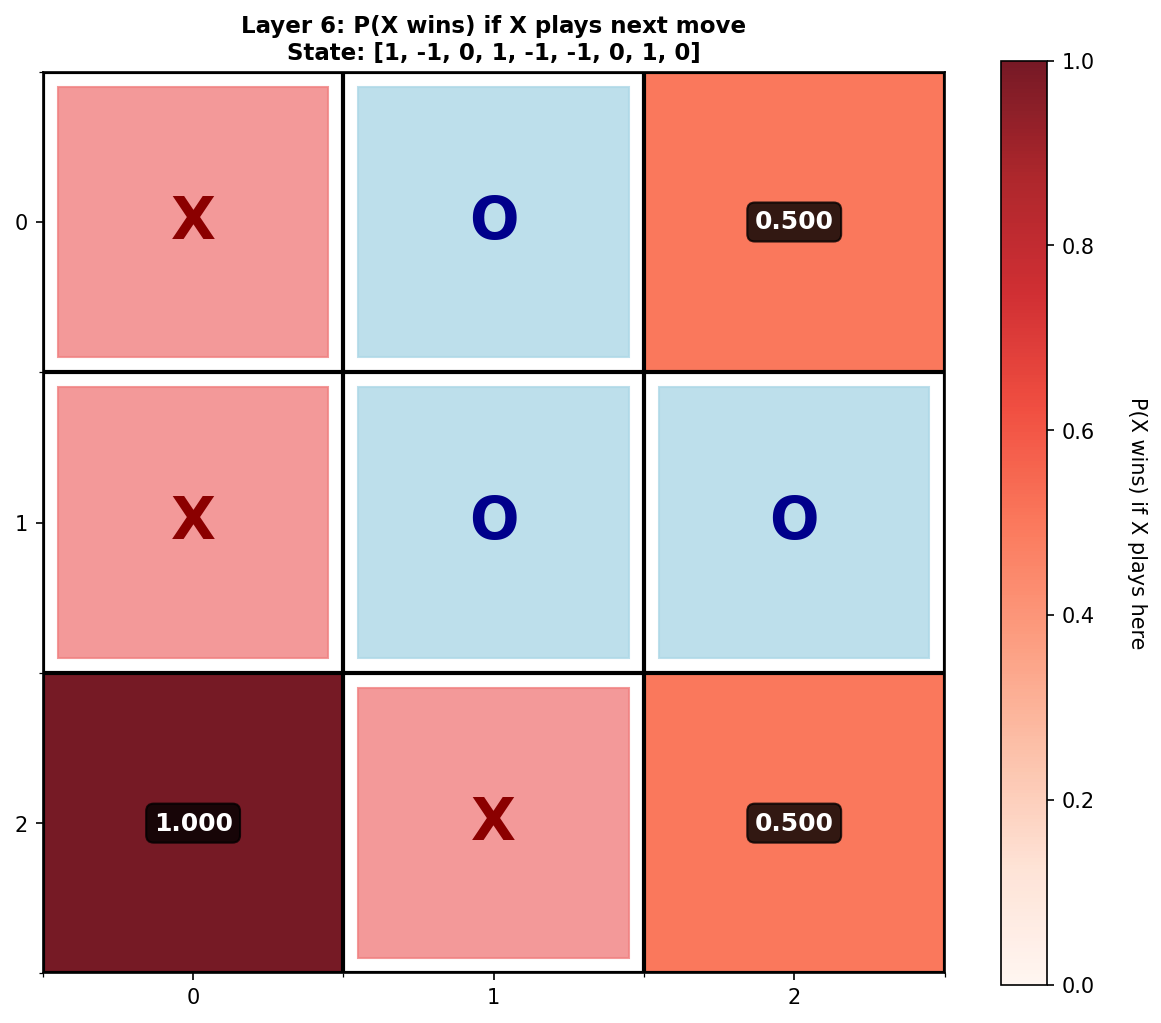 Layer 6: P(X wins) if X plays next move
State: [1, -1, 0, 1, -1, -1, 0, 1, 0]
0
X
O
0.500
1
X
O
O
2
1.000
X
0.500
0
1
2
1.0
0.8
0.6
0.4
0.2
0.0
P(X wins) if X plays here